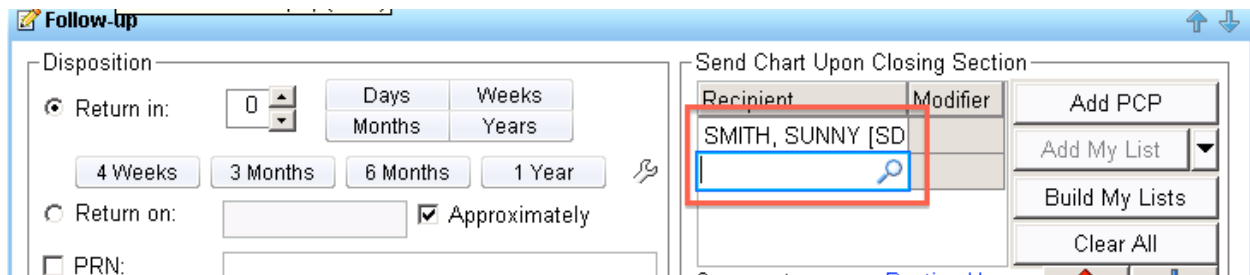 Follow-up
Disposition
Return in:
0
Days
Weeks
Months
Years
4 Weeks
3 Months
6 Months
1 Year
Return on:
Approximately
PRN:
Send Chart Upon Closing Section
Recipient
Modifier
SMITH, SUNNY [SD
Add PCP
Add My List
Build My Lists
Clear All